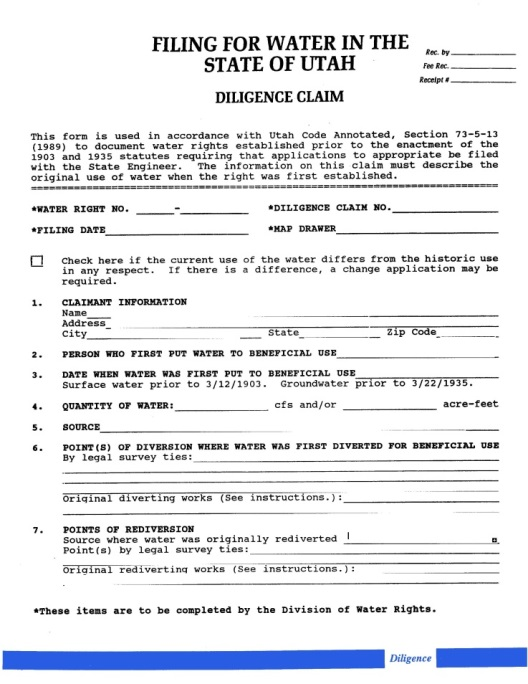 FILING FOR WATER IN THE
STATE OF UTAH
Rec. by
Fee Rec.
Receipt #
DILIGENCE CLAIM
This form is used in accordance with Utah Code Annotated, Section 73-5-13
(1989) to document water rights established prior to the enactment of the
1903 and 1935 statutes requiring that applications to appropriate be filed
with the State Engineer. The information on this claim must describe the
original use of water when the right was first established.
*WATER RIGHT NO. - *DILIGENCE CLAIM NO.
*FILING DATE *MAP DRAWER
Check here if the current use of the water differs from the historic use
in any respect. If there is a difference, a change application may be
required.
1. CLAIMANT INFORMATION
Name
Address
City State Zip Code
2. PERSON WHO FIRST PUT WATER TO BENEFICIAL USE
3. DATE WHEN WATER WAS FIRST PUT TO BENEFICIAL USE
Surface water prior to 3/12/1903. Groundwater prior to 3/22/1935.
4. QUANTITY OF WATER: cfs and/or acre-feet
5. SOURCE
6. POINT(S) OF DIVERSION WHERE WATER WAS FIRST DIVERTED FOR BENEFICIAL USE
By legal survey ties:
Original diverting works (See instructions.):
7. POINTS OF REDIVERSION
Source where water was originally rediverted
Point(s) by legal survey ties:
Original rediverting works (See instructions.):
*These items are to be completed by the Division of Water Rights.
Diligence